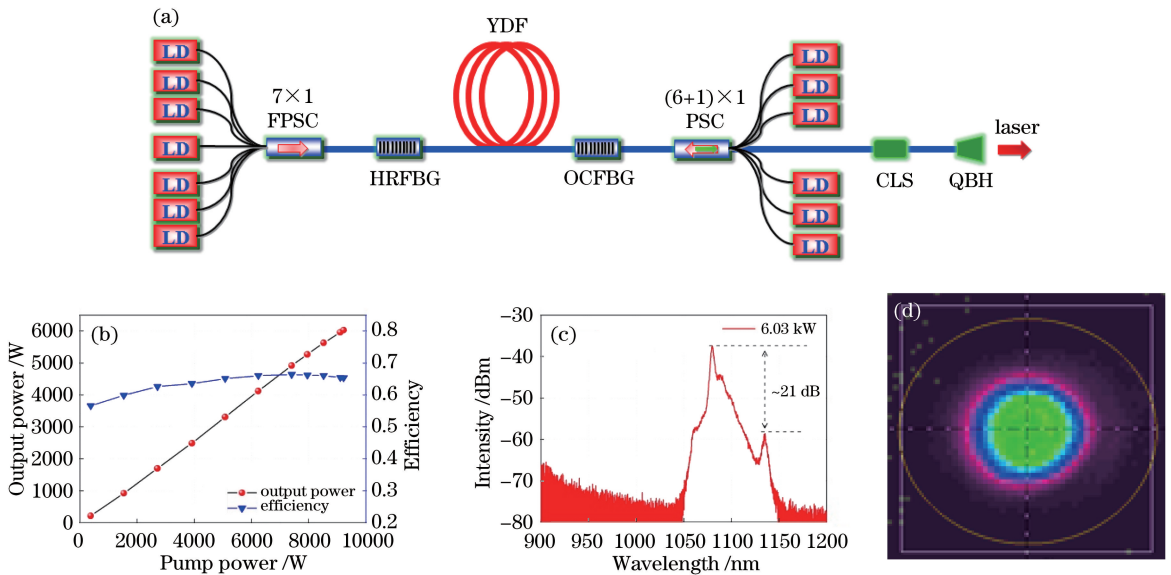 (a)
YDF
LD
LD
LD
LD
LD
LD
LD
7×1
FPSC
HRFBG
OCFBG
(6+1)×1
PSC
LD
LD
LD
LD
LD
LD
CLS
QBH
laser
(b)
Output power /W
6000
5000
4000
3000
2000
1000
0
0 2000 4000 6000 8000 10000
Pump power /W
0.8
0.7
0.6
0.5
0.4
0.3
0.2
Efficiency
output power
efficiency
(c)
Intensity /dBm
−30
−40
−50
−60
−70
−80
900 950 1000 1050 1100 1150 1200
Wavelength /nm
6.03 kW
~21 dB
(d)